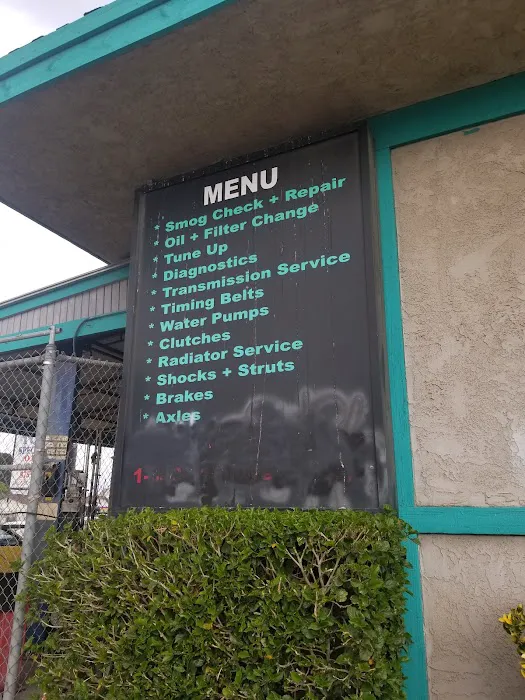 MENU
* Smog Check + Repair
* Oil + Filter Change
* Tune Up
* Diagnostics
* Transmission Service
* Timing Belts
* Water Pumps
* Clutches
* Radiator Service
* Shocks + Struts
* Brakes
* Axles